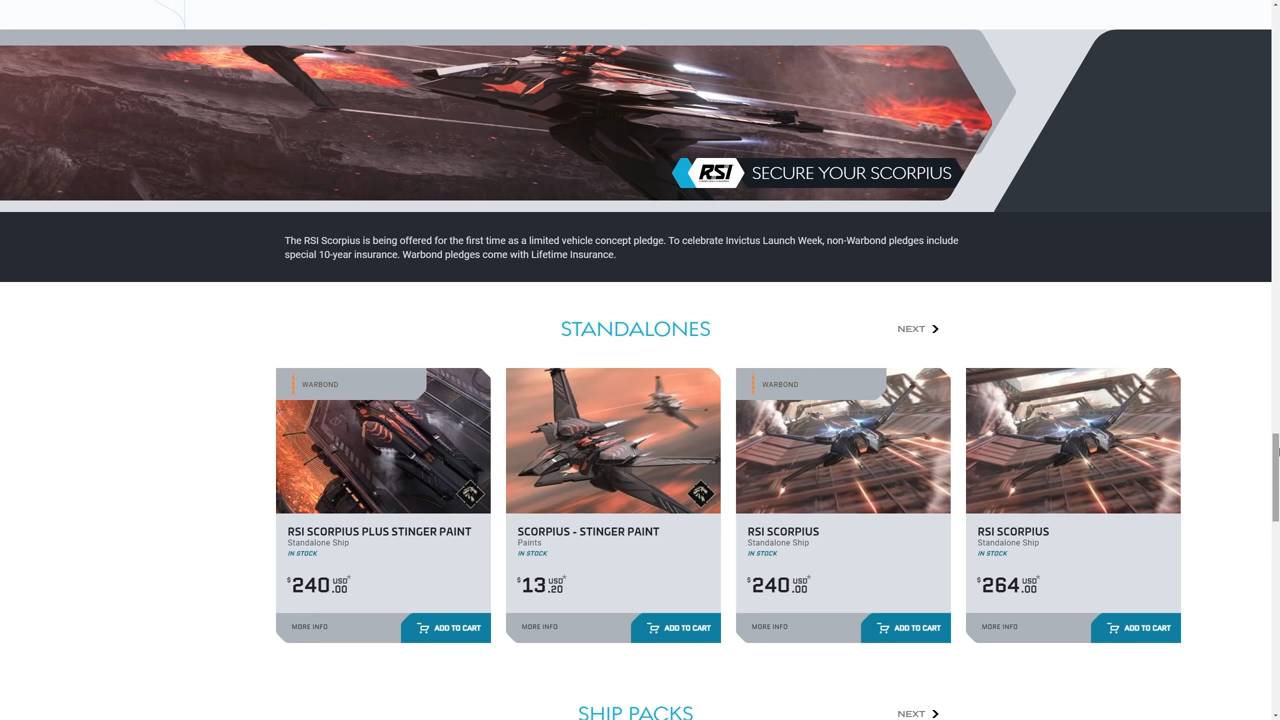 RSI SECURE YOUR SCORPIUS
The RSI Scorpius is being offered for the first time as a limited vehicle concept pledge. To celebrate Invictus Launch Week, non-Warbond pledges include
special 10-year insurance. Warbond pledges come with Lifetime Insurance.
STANDALONES
NEXT
WARBOND
RSI SCORPIUS PLUS STINGER PAINT
Standalone Ship
IN STOCK
$240.00 USD*
MORE INFO
ADD TO CART
SCORPIUS - STINGER PAINT
Paints
IN STOCK
$13.20 USD*
MORE INFO
ADD TO CART
WARBOND
RSI SCORPIUS
Standalone Ship
IN STOCK
$240.00 USD*
MORE INFO
ADD TO CART
RSI SCORPIUS
Standalone Ship
IN STOCK
$264.00 USD*
MORE INFO
ADD TO CART
SHIP PACKS
NEXT